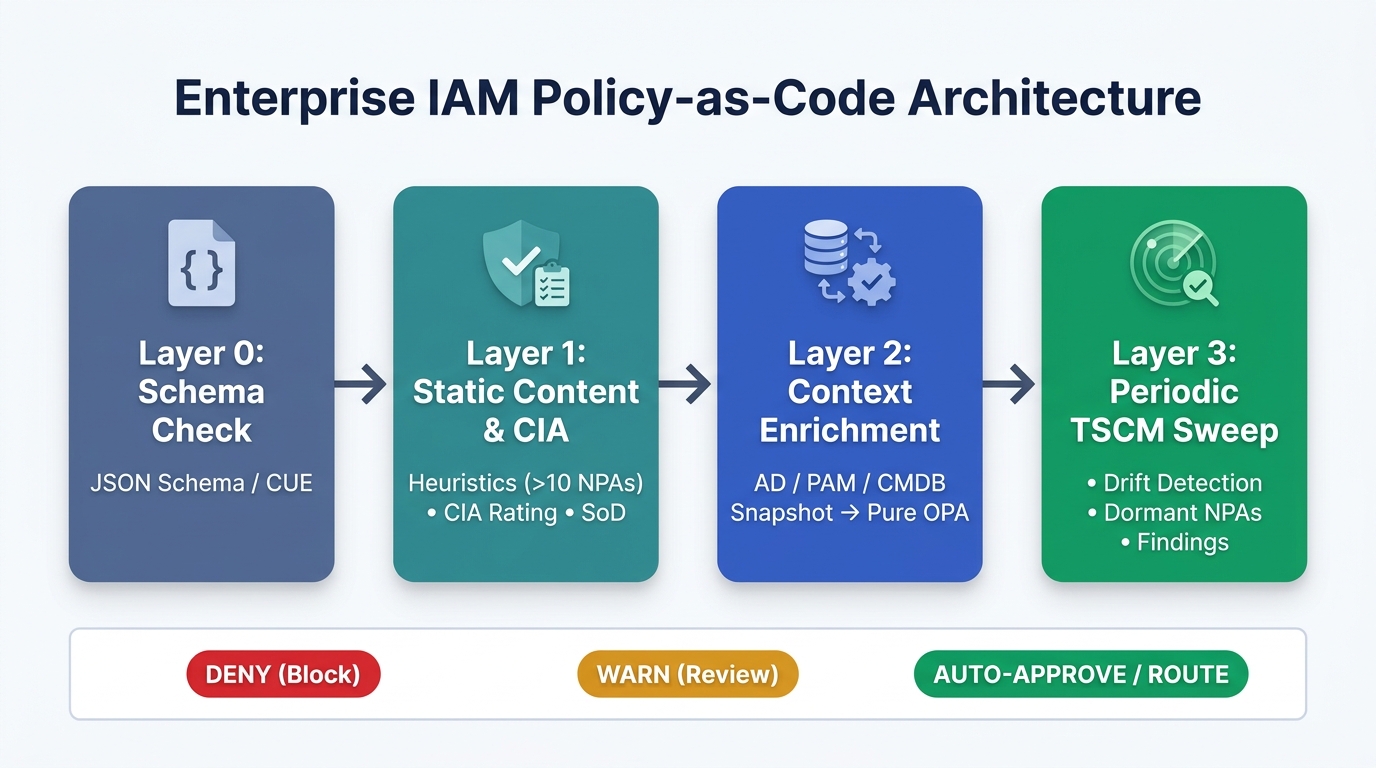 Enterprise IAM Policy-as-Code Architecture
{}
Layer 0:
Schema
Check
JSON Schema / CUE
Layer 1:
Static Content
& CIA
Heuristics (>10 NPAs)
• CIA Rating • SoD
Layer 2:
Context
Enrichment
AD / PAM / CMDB
Snapshot → Pure OPA
Layer 3:
Periodic
TSCM Sweep
• Drift Detection
• Dormant NPAs
• Findings
DENY (Block)
WARN (Review)
AUTO-APPROVE / ROUTE